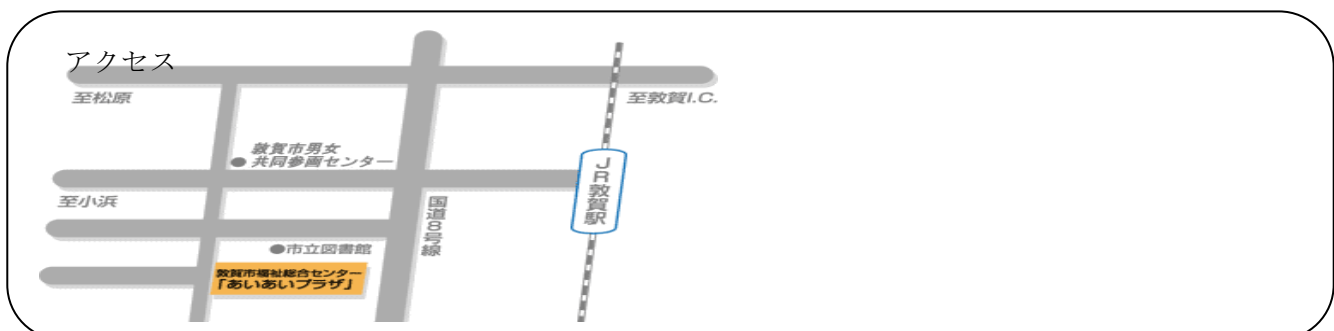 アクセス
至松原
至敦賀I.C.
敦賀市男女
共同参画センター
JR敦賀駅
至小浜
国道8号線
市立図書館
敦賀市福祉総合センター
「あいあいプラザ」